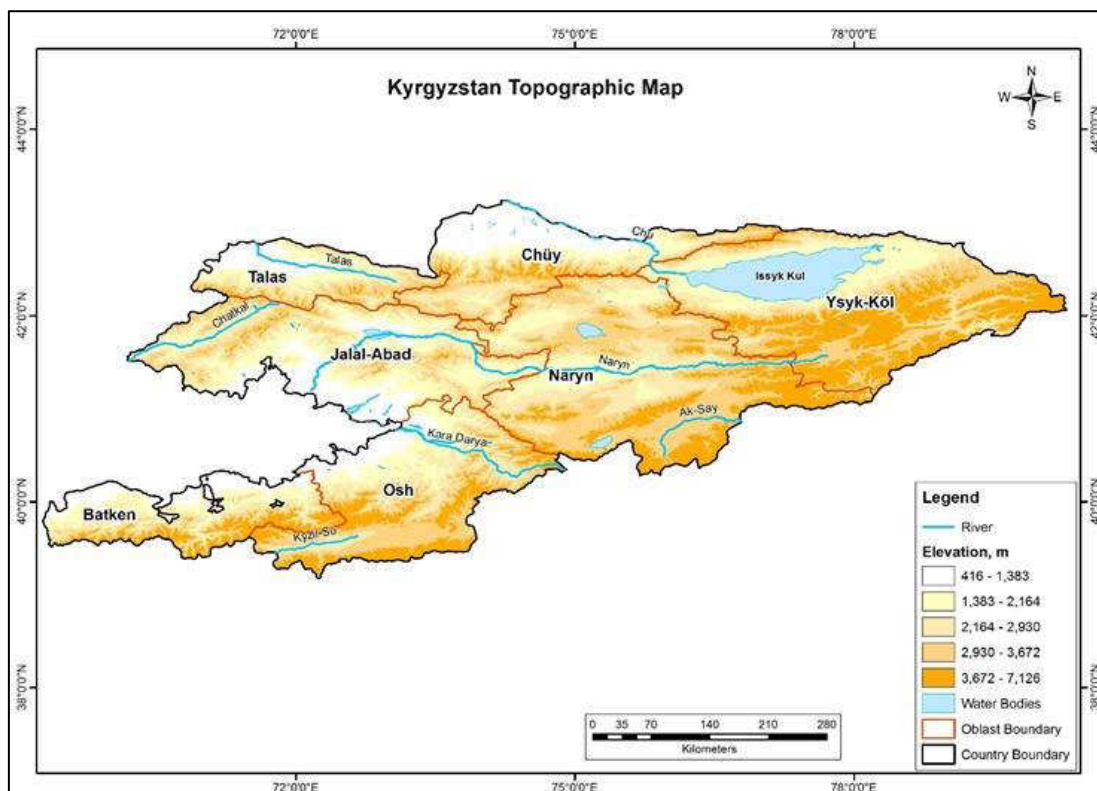 72°0'0"E 75°0'0"E 78°0'0"E
Kyrgyzstan Topographic Map
N
W E
S
44°0'0"N 44°0'0"N
Chu
Talas
Chüy
Talas
Issyk Kul
Ysyk-Köl
42°0'0"N 42°0'0"N
Chatkal
Jalal-Abad
Naryn
Naryn
Ak-Say
Kara Darya
Osh
40°0'0"N 40°0'0"N
Batken
Kyzil-Su
Legend
River
Elevation, m
416 - 1,383
1,383 - 2,164
2,164 - 2,930
2,930 - 3,672
3,672 - 7,126
Water Bodies
Oblast Boundary
Country Boundary
38°0'0"N 38°0'0"N
0 35 70 140 210 280
Kilometers
72°0'0"E 75°0'0"E 78°0'0"E